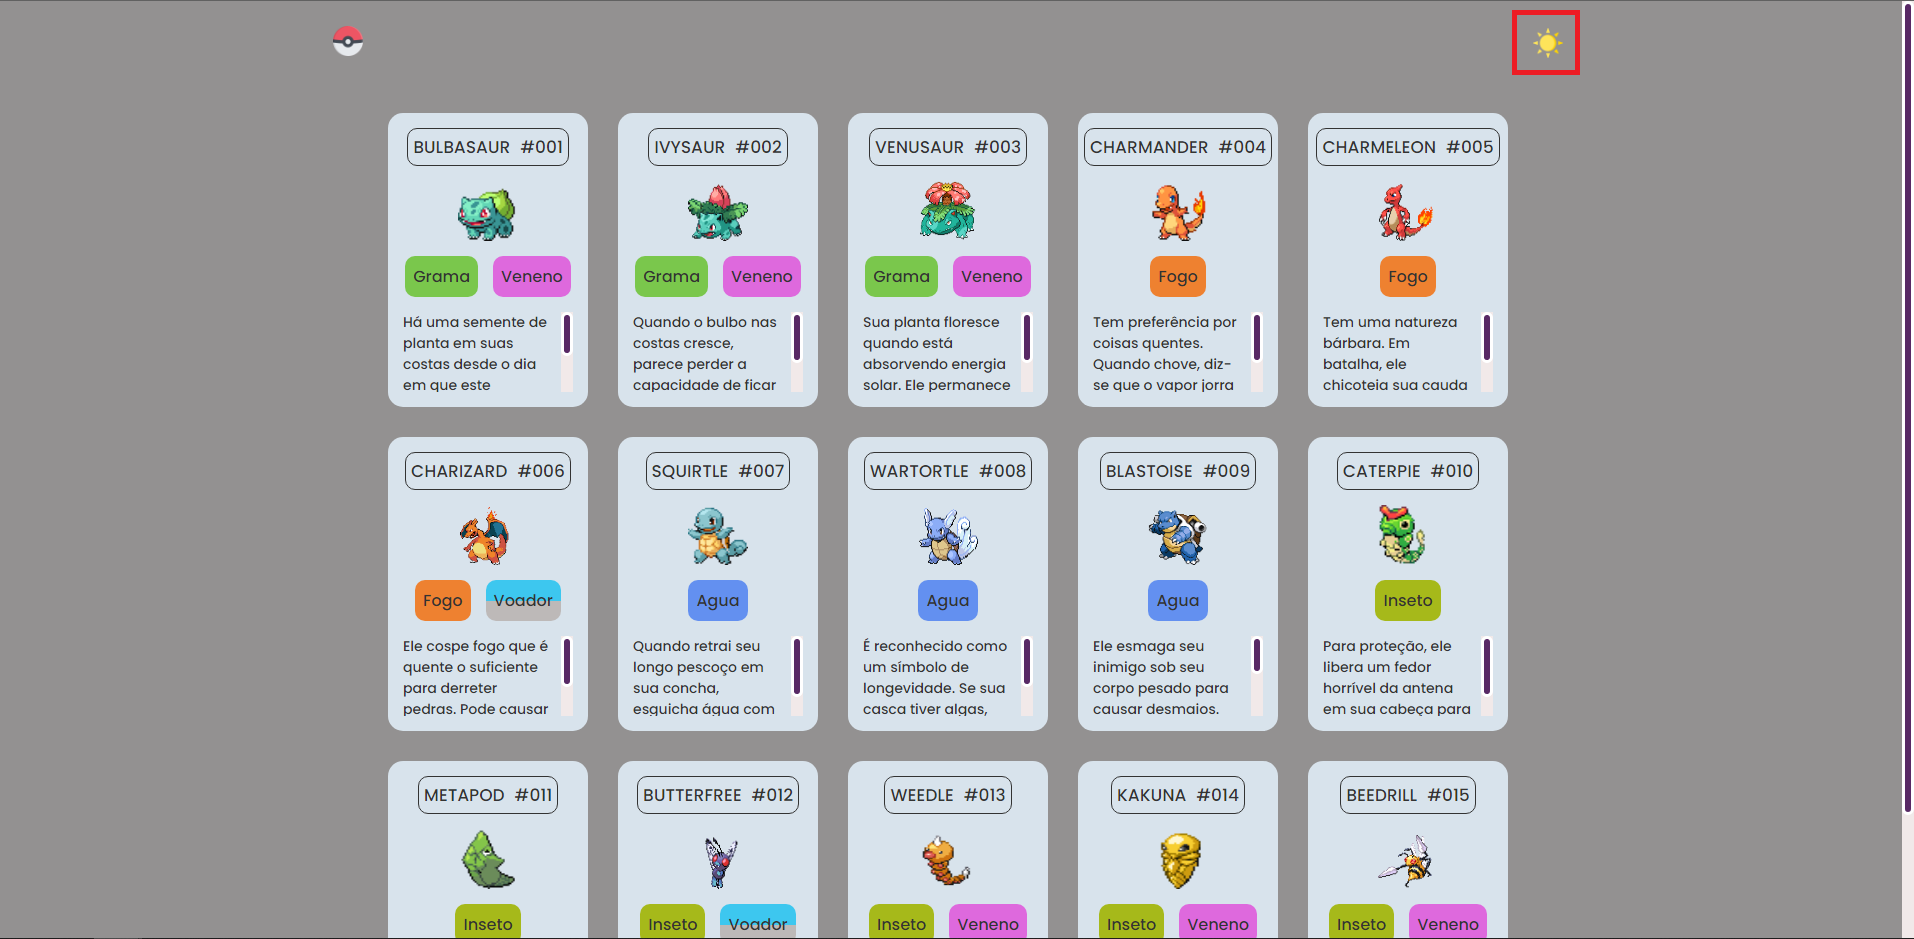 BULBASAUR #001
IVYSAUR #002
VENUSAUR #003
CHARMANDER #004
CHARMELEON #005
Grama Veneno
Grama Veneno
Grama Veneno
Fogo
Fogo
Há uma semente de
planta em suas
costas desde o dia
em que este
Quando o bulbo nas
costas cresce,
parece perder a
capacidade de ficar
Sua planta floresce
quando está
absorvendo energia
solar. Ele permanece
Tem preferência por
coisas quentes.
Quando chove, diz-
se que o vapor jorra
Tem uma natureza
bárbara. Em
batalha, ele
chicoteia sua cauda
CHARIZARD #006
SQUIRTLE #007
WARTORTLE #008
BLASTOISE #009
CATERPIE #010
Fogo Voador
Agua
Agua
Agua
Inseto
Ele cospe fogo que é
quente o suficiente
para derreter
pedras. Pode causar
Quando retrai seu
longo pescoço em
sua concha,
esguicha água com
É reconhecido como
um símbolo de
longevidade. Se sua
casca tiver algas,
Ele esmaga seu
inimigo sob seu
corpo pesado para
causar desmaios.
Para proteção, ele
libera um fedor
horrível da antena
em sua cabeça para
METAPOD #011
BUTTERFREE #012
WEEDLE #013
KAKUNA #014
BEEDRILL #015
Inseto
Inseto Voador
Inseto Veneno
Inseto Veneno
Inseto Veneno